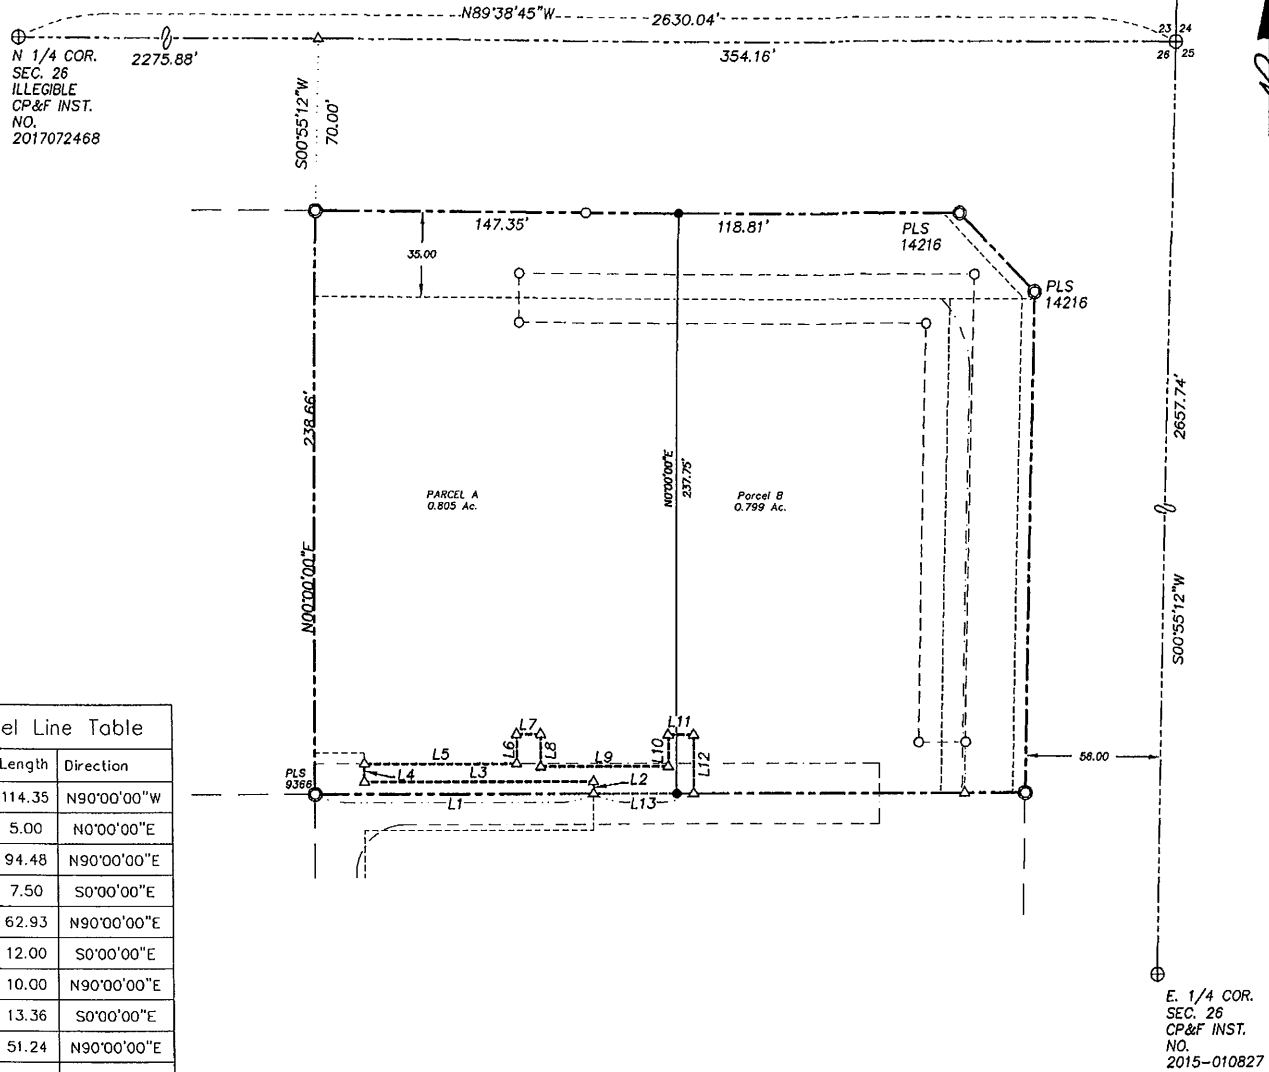 N89°38'45"W
2630.04'
23 24
26 25
N 1/4 COR.
SEC. 26
ILLEGIBLE
CP&F INST.
NO.
2017072468
2275.88'
354.16'
S00°55'12"W
70.00'
147.35'
118.81'
PLS
14216
PLS
14216
35.00
238.66'
N00°00'00"E
N0°00'00"E
237.75'
2657.74'
S00°55'12"W
PARCEL A
0.805 Ac.
Parcel B
0.799 Ac.
L7
L11
L6
L8
L10
L12
L5
L9
L4
L3
L2
L1
L13
PLS
9366
56.00
el Line Table
Length Direction
114.35 N90°00'00"W
5.00 N0°00'00"E
94.48 N90°00'00"E
7.50 S0°00'00"E
62.93 N90°00'00"E
12.00 S0°00'00"E
10.00 N90°00'00"E
13.36 S0°00'00"E
51.24 N90°00'00"E
E. 1/4 COR.
SEC. 26
CP&F INST.
NO.
2015-010827